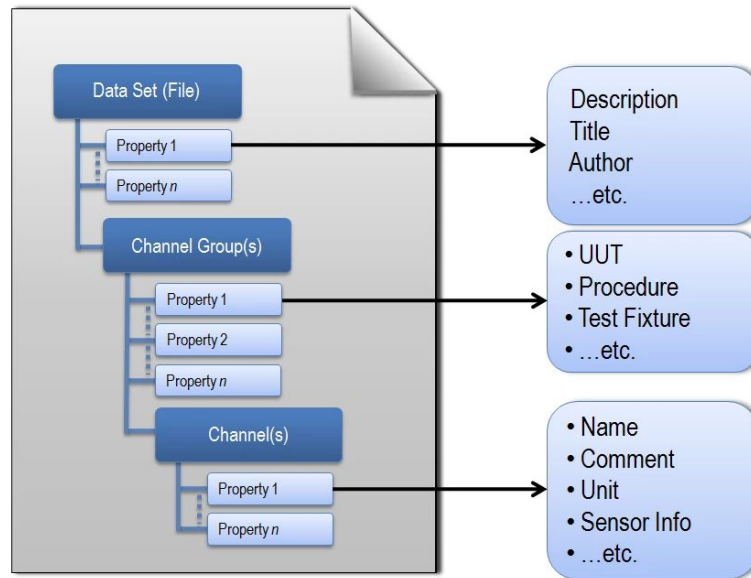 Data Set (File)
Property 1
Property n
Channel Group(s)
Property 1
Property 2
Property n
Channel(s)
Property 1
Property n
Description
Title
Author
…etc.
• UUT
• Procedure
• Test Fixture
• …etc.
• Name
• Comment
• Unit
• Sensor Info
• …etc.